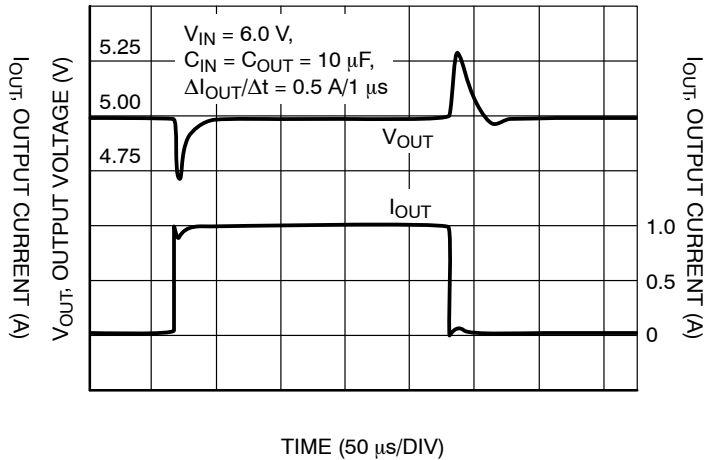 I_OUT, OUTPUT CURRENT (A)
V_OUT, OUTPUT VOLTAGE (V)
5.25
5.00
4.75
V_IN = 6.0 V,
C_IN = C_OUT = 10 µF,
ΔI_OUT/Δt = 0.5 A/1 µs
V_OUT
I_OUT
1.0
0.5
0
I_OUT, OUTPUT CURRENT (A)
TIME (50 µs/DIV)